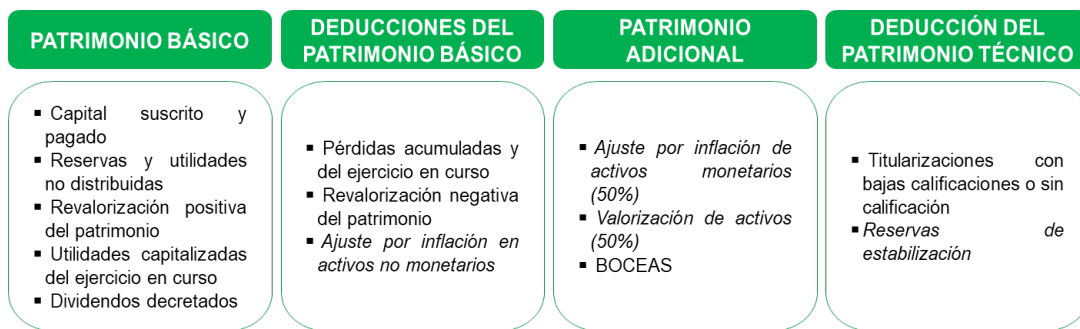 PATRIMONIO BÁSICO
▪ Capital suscrito y
pagado
▪ Reservas y utilidades
no distribuidas
▪ Revalorización positiva
del patrimonio
▪ Utilidades capitalizadas
del ejercicio en curso
▪ Dividendos decretados
DEDUCCIONES DEL
PATRIMONIO BÁSICO
▪ Pérdidas acumuladas y
del ejercicio en curso
▪ Revalorización negativa
del patrimonio
▪ Ajuste por inflación en
activos no monetarios
PATRIMONIO
ADICIONAL
▪ Ajuste por inflación de
activos monetarios
(50%)
▪ Valorización de activos
(50%)
▪ BOCEAS
DEDUCCIÓN DEL
PATRIMONIO TÉCNICO
▪ Titularizaciones con
bajas calificaciones o sin
calificación
▪ Reservas de
estabilización